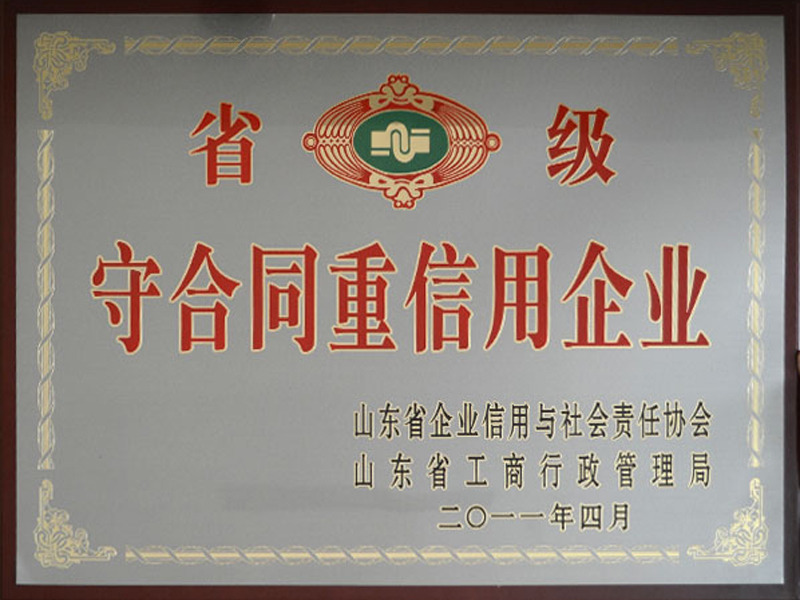 省 级
守合同重信用企业
山东省企业信用与社会责任协会
山东省工商行政管理局
二〇一一年四月